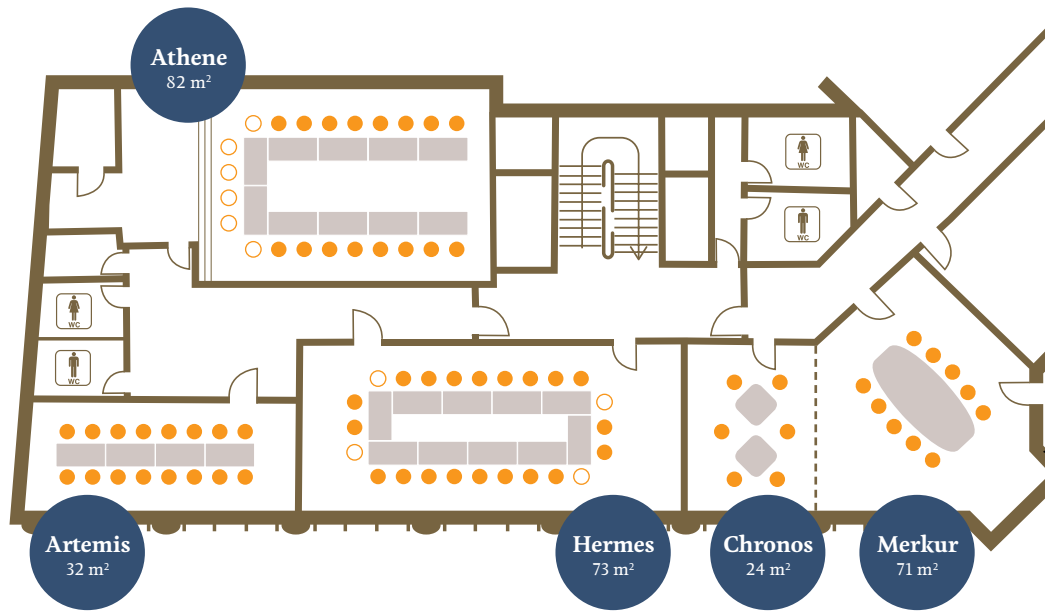 Athene
82 m²
WC
WC
WC
WC
Artemis
32 m²
Hermes
73 m²
Chronos
24 m²
Merkur
71 m²